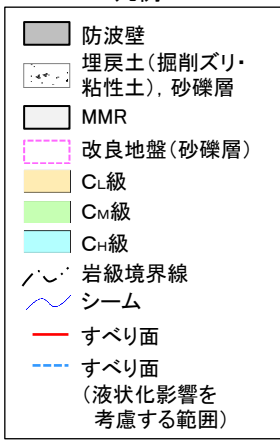 防波壁
埋戻土(掘削ズリ・
粘性土),砂礫層
MMR
改良地盤(砂礫層)
CL級
CM級
CH級
岩級境界線
シーム
すべり面
すべり面
(液状化影響を
考慮する範囲)